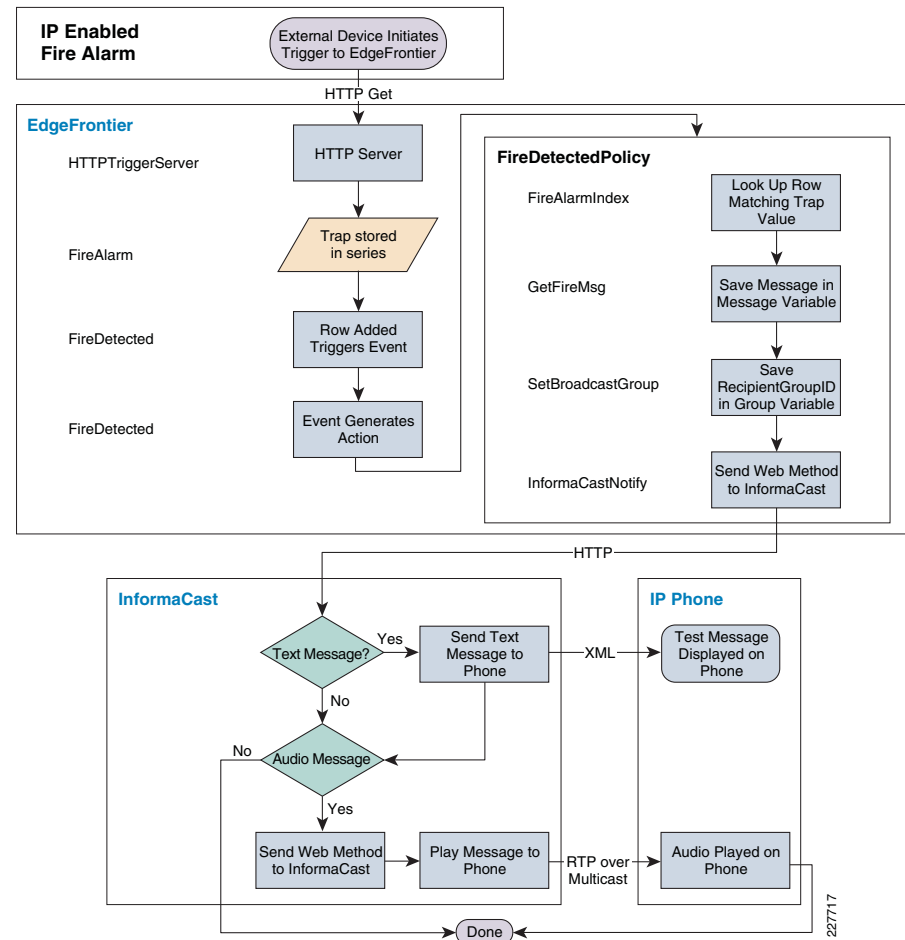 IP Enabled
Fire Alarm
External Device Initiates
Trigger to EdgeFrontier
HTTP Get
EdgeFrontier
HTTPTriggerServer
HTTP Server
FireAlarm
Trap stored
in series
FireDetected
Row Added
Triggers Event
FireDetected
Event Generates
Action
FireDetectedPolicy
FireAlarmIndex
Look Up Row
Matching Trap
Value
GetFireMsg
Save Message in
Message Variable
SetBroadcastGroup
Save
RecipientGroupID
in Group Variable
InformaCastNotify
Send Web Method
to InformaCast
HTTP
InformaCast
Text Message?
Yes
Send Text
Message to
Phone
XML
IP Phone
Test Message
Displayed on
Phone
No
Audio Message
No
Yes
Send Web Method
to InformaCast
Play Message to
Phone
RTP over
Multicast
Audio Played on
Phone
Done
227717